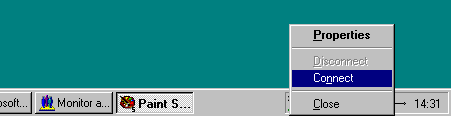 Properties
Disconnect
Connect
Close
osoft... Monitor a... Paint S... 14:31